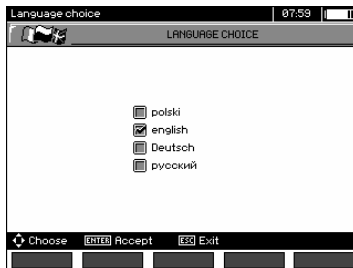 Language choice 07:59
LANGUAGE CHOICE
polski
english
Deutsch
русский
Choose ENTER Accept ESC Exit